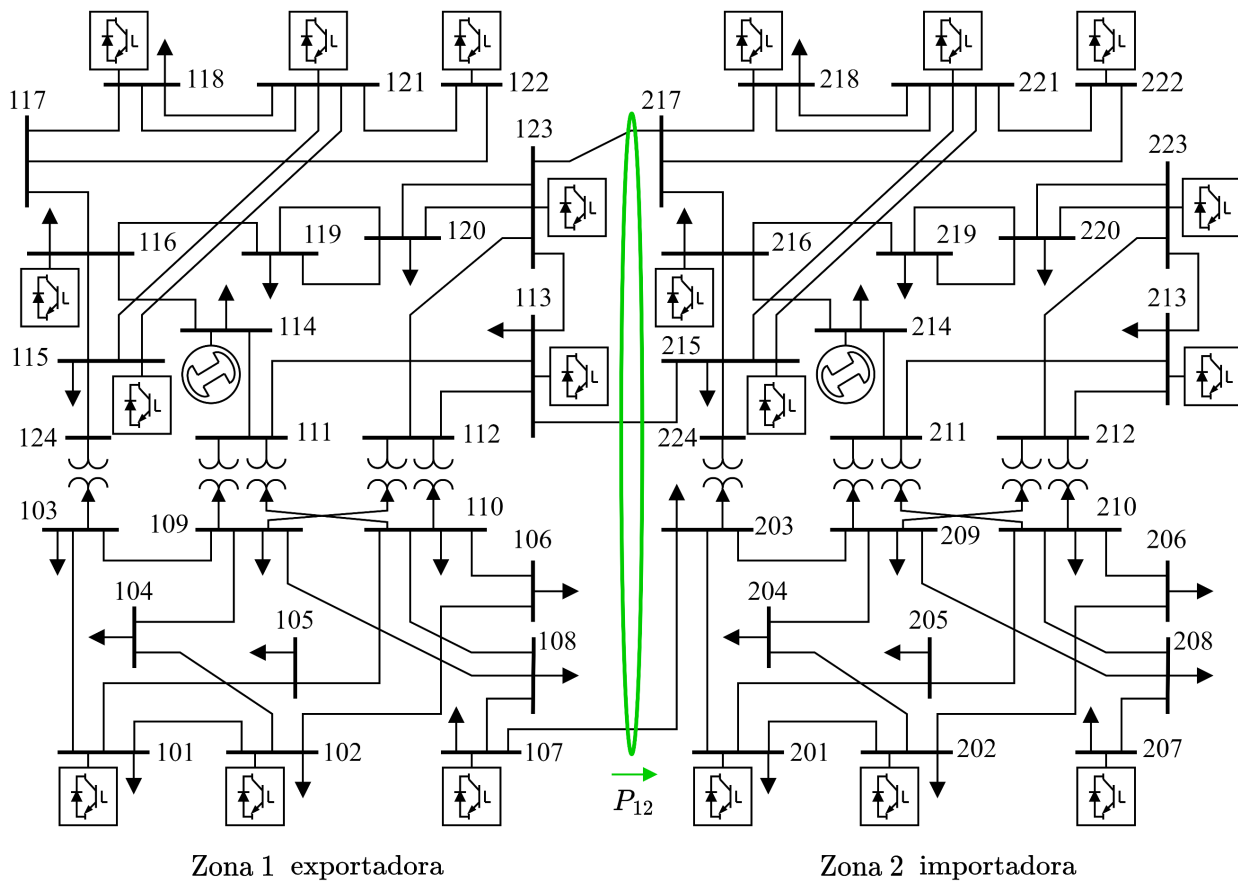 118 L
121 L
122 L
218 L
221 L
222 L
117
123
217
223
L
L
116
119
120
216
219
220
L
L
113
213
114
214
115
215
L
L
L
L
124
111
112
224
211
212
103
109
110
203
209
210
106
206
104
105
108
204
205
208
101
102
107
201
202
207
L
L
L
L
L
L
P12
Zona 1 exportadora
Zona 2 importadora